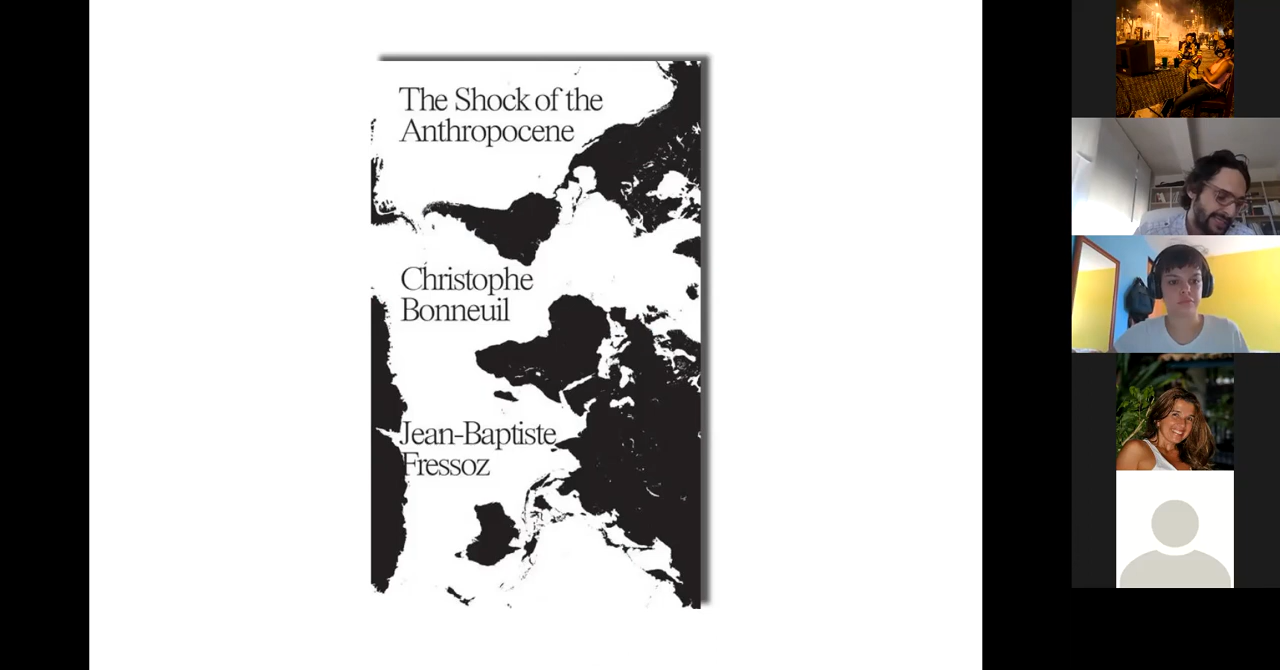 The Shock of the
Anthropocene
Christophe
Bonneuil
Jean-Baptiste
Fressoz